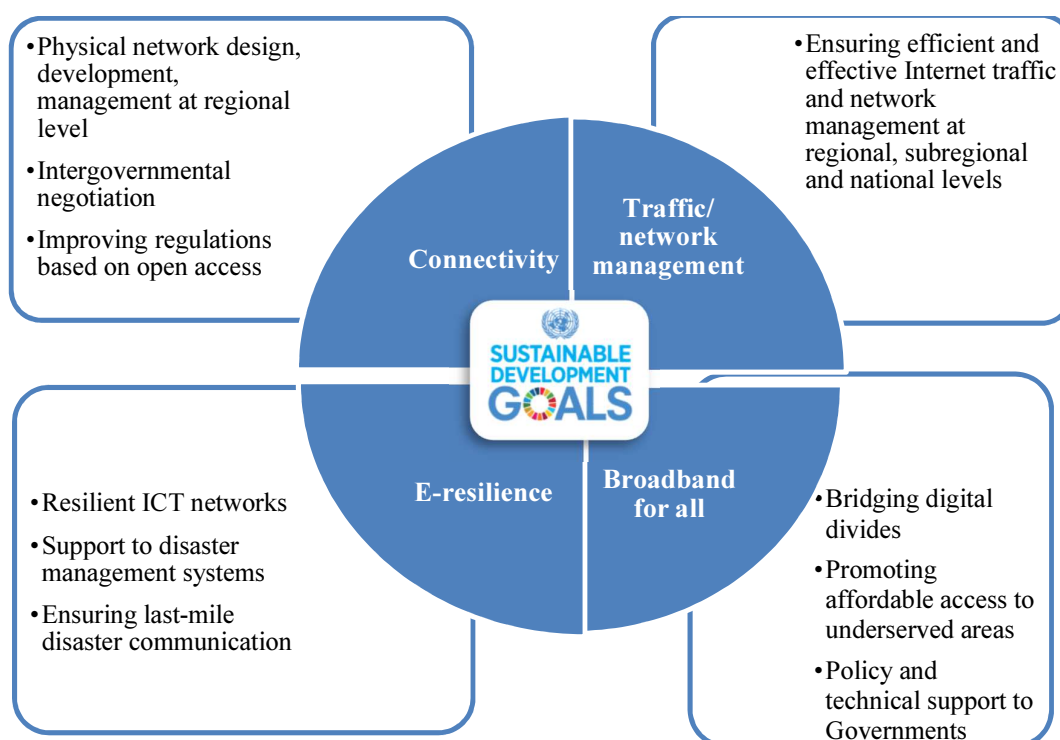 •Physical network design,
development,
management at regional
level
•Intergovernmental
negotiation
•Improving regulations
based on open access
•Ensuring efficient and
effective Internet traffic
and network
management at
regional, subregional
and national levels
Connectivity
Traffic/
network
management
SUSTAINABLE
DEVELOPMENT
GOALS
E-resilience
Broadband
for all
•Resilient ICT networks
•Support to disaster
management systems
•Ensuring last-mile
disaster communication
•Bridging digital
divides
•Promoting
affordable access to
underserved areas
•Policy and
technical support to
Governments